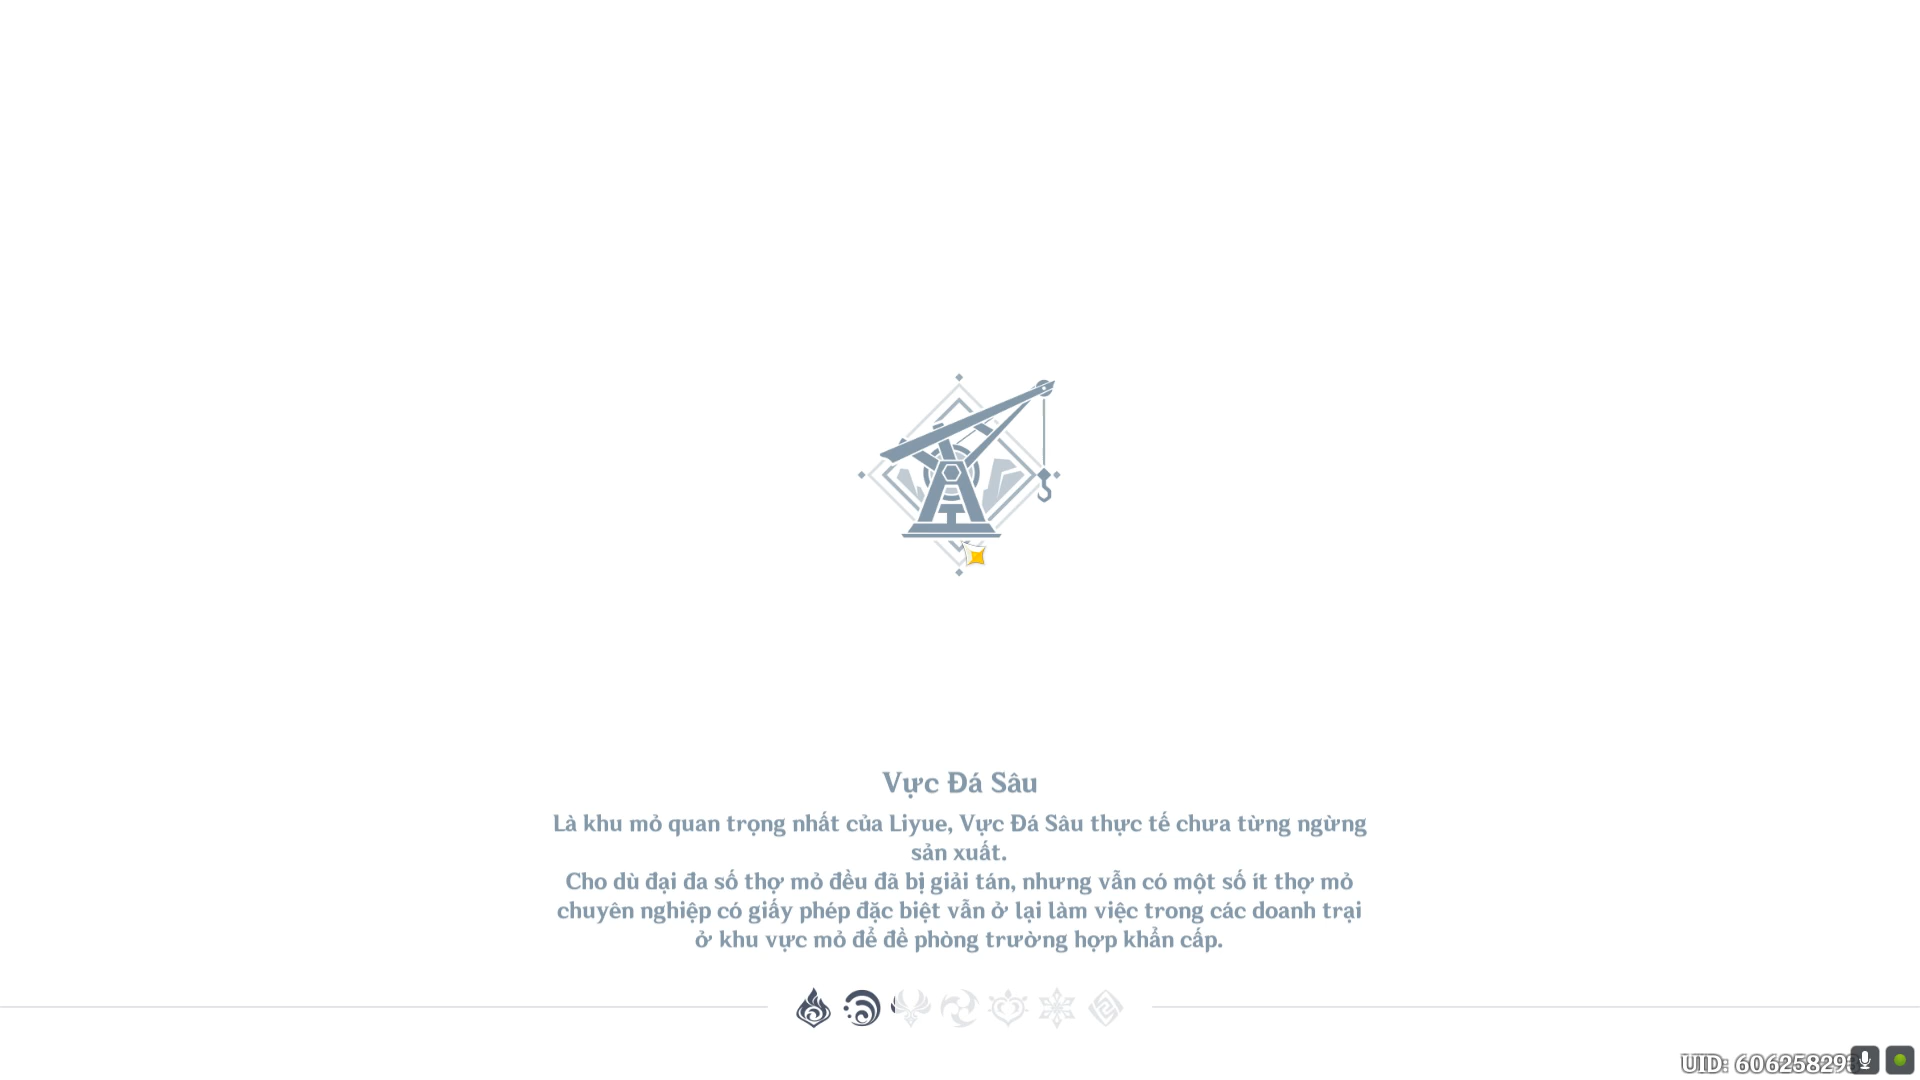 Vực Đá Sâu
Là khu mỏ quan trọng nhất của Liyue, Vực Đá Sâu thực tế chưa từng ngừng
sản xuất.
Cho dù đại đa số thợ mỏ đều đã bị giải tán, nhưng vẫn có một số ít thợ mỏ
chuyên nghiệp có giấy phép đặc biệt vẫn ở lại làm việc trong các doanh trại
ở khu vực mỏ để đề phòng trường hợp khẩn cấp.
UID: